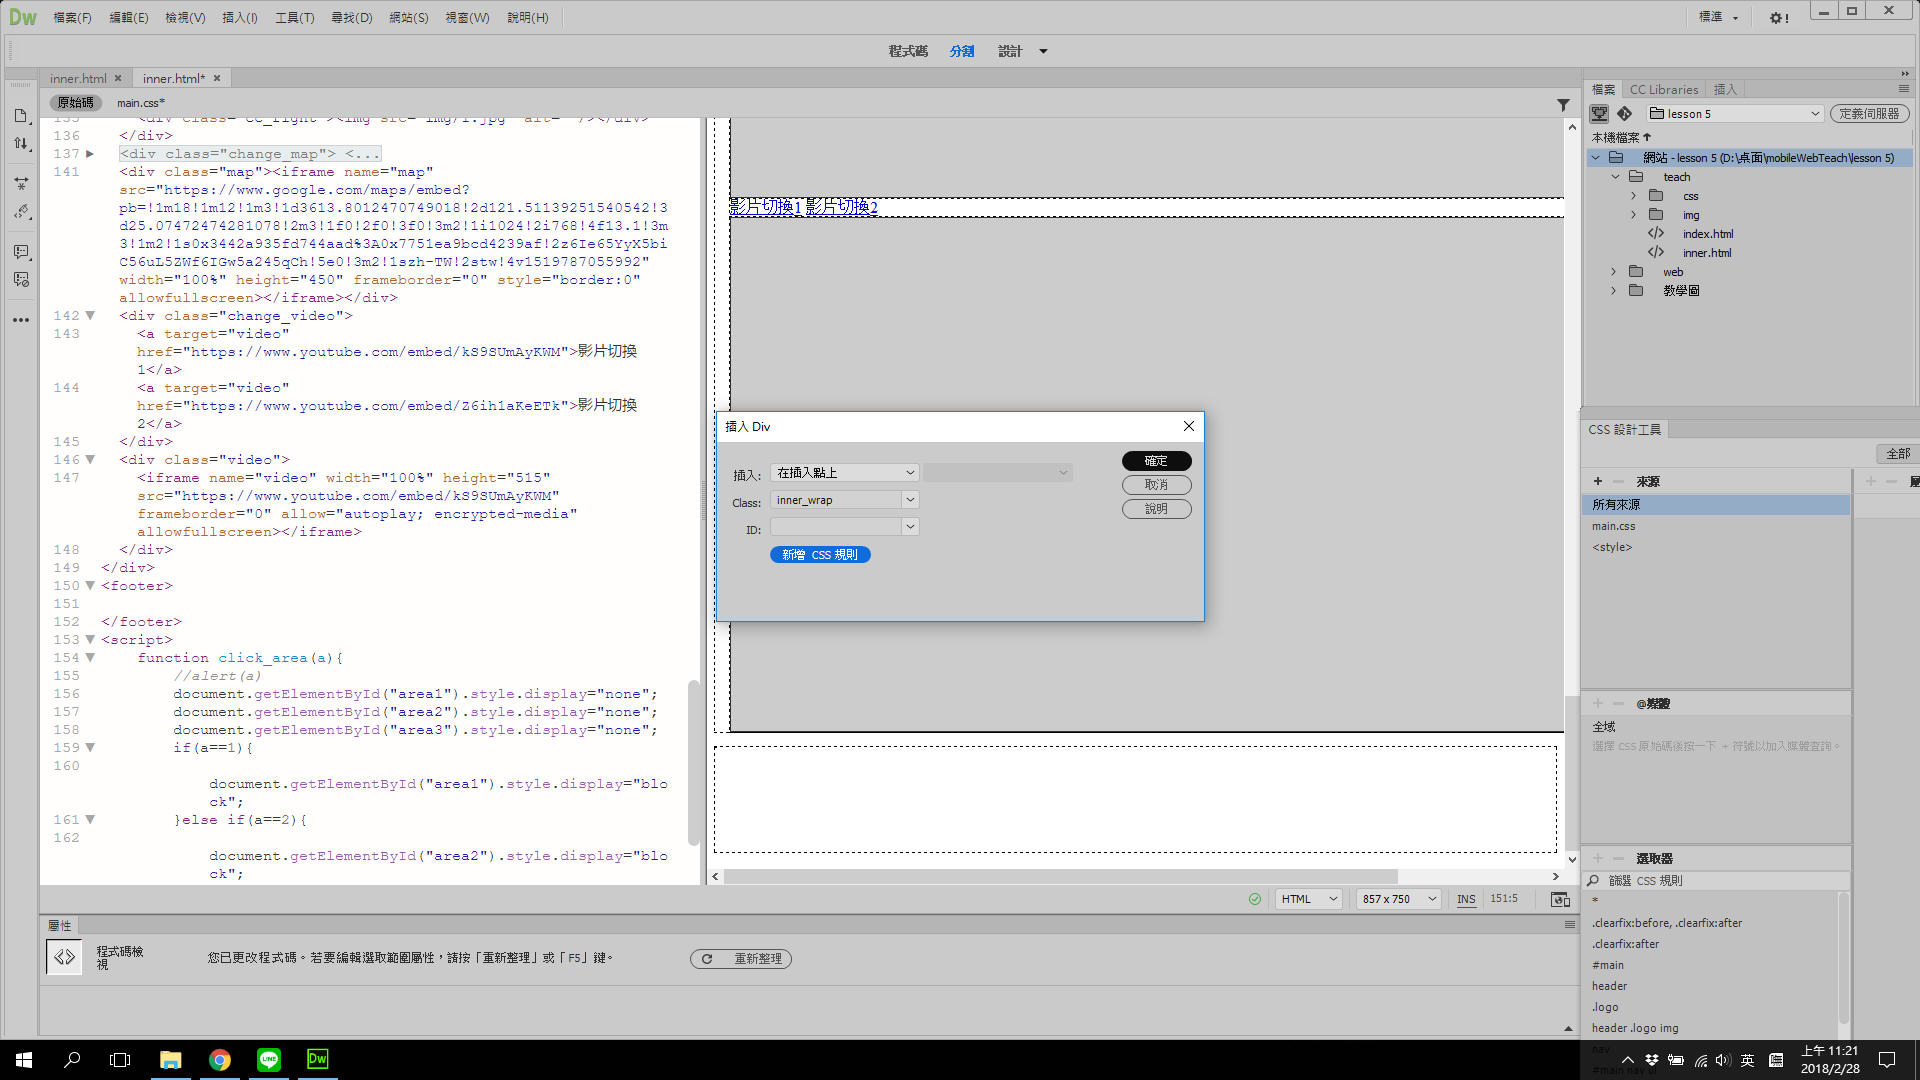 Dw 檔案(F) 編輯(E) 檢視(V) 插入(I) 工具(T) 尋找(D) 網站(S) 視窗(W) 說明(H)
標準
程式碼 分割 設計
inner.html
inner.html*
原始碼 main.css*
136 </div>
137 <div class="change_map"> <...
141 <div class="map"><iframe name="map"
src="https://www.google.com/maps/embed?
pb=!1m18!1m12!1m3!1d3613.8012470749018!2d121.51139251540542!3
d25.07472474281078!2m3!1f0!2f0!3f0!3m2!1i1024!2i768!4f13.1!3m
3!1m2!1s0x3442a935fd744aad%3A0x7751ea9bcd4239af!2z6Ie65YyX5bi
C56uL5ZWf6IGw5a245qCh!5e0!3m2!1szh-TW!2stw!4v1519787055992"
width="100%" height="450" frameborder="0" style="border:0"
allowfullscreen></iframe></div>
142 <div class="change_video">
143 <a target="video"
href="https://www.youtube.com/embed/kS9SUmAyKWM">影片切換
1</a>
144 <a target="video"
href="https://www.youtube.com/embed/Z6ih1aKeETk">影片切換
2</a>
145 </div>
146 <div class="video">
147 <iframe name="video" width="100%" height="515"
src="https://www.youtube.com/embed/kS9SUmAyKWM"
frameborder="0" allow="autoplay; encrypted-media"
allowfullscreen></iframe>
148 </div>
149 </div>
150 <footer>
151
152 </footer>
153 <script>
154 function click_area(a){
155 //alert(a)
156 document.getElementById("area1").style.display="none";
157 document.getElementById("area2").style.display="none";
158 document.getElementById("area3").style.display="none";
159 if(a==1){
160
document.getElementById("area1").style.display="blo
ck";
161 }else if(a==2){
162
document.getElementById("area2").style.display="blo
ck";
影片切換1 影片切換2
插入 Div
插入: 在插入點上
Class: inner_wrap
ID:
新增 CSS 規則
確定
取消
說明
HTML 857 x 750 INS 151:5
屬性
程式碼檢
視
您已更改程式碼。若要編輯選取範圍屬性，請按「重新整理」或「F5」鍵。
重新整理
檔案 CC Libraries 插入
lesson 5 定義伺服器
本機檔案
網站 - lesson 5 (D:\桌面\mobileWebTeach\lesson 5)
teach
css
img
index.html
inner.html
web
教學圖
CSS 設計工具
全部
來源
所有來源
main.css
<style>
@媒體
全域
選擇 CSS 原始碼後按一下 + 符號以加入媒體查詢。
選取器
篩選 CSS 規則
*
.clearfix:before, .clearfix:after
.clearfix:after
#main
header
.logo
header .logo img
nav
#main nav ul
LINE
Dw
英
上午 11:21
2018/2/28